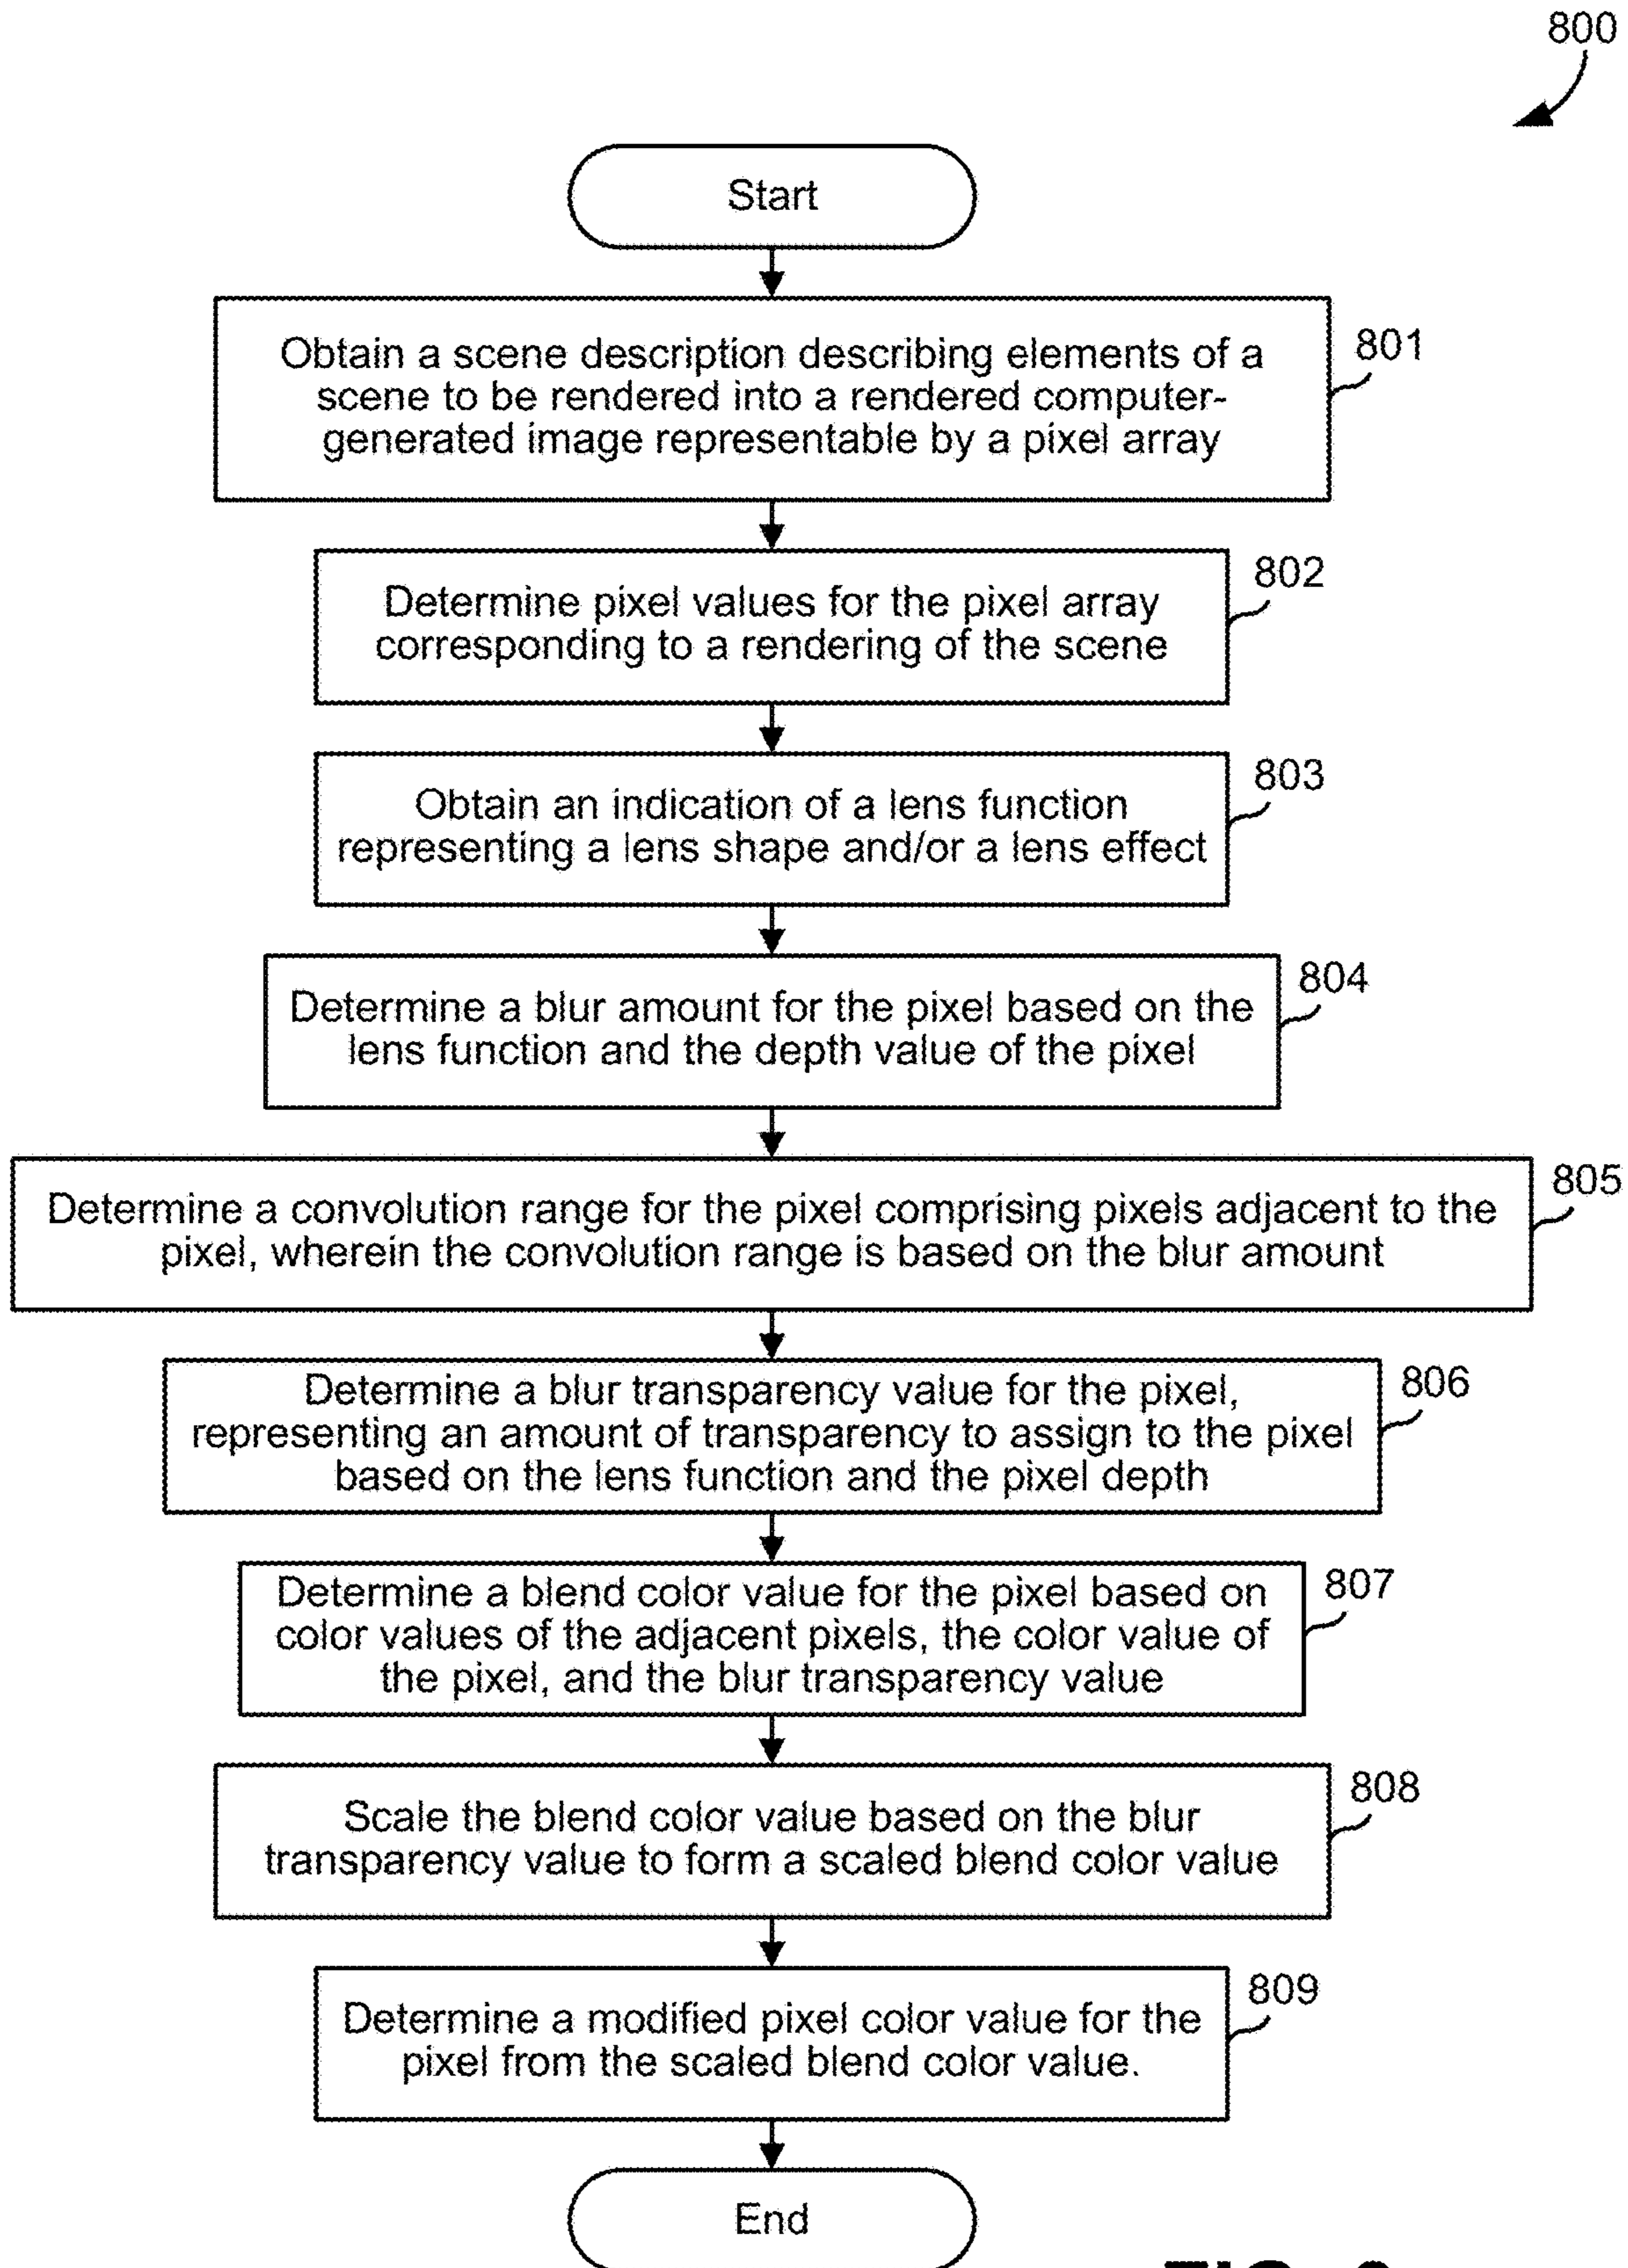 800
Start
Obtain a scene description describing elements of a
scene to be rendered into a rendered computer-
generated image representable by a pixel array
801
Determine pixel values for the pixel array
corresponding to a rendering of the scene
802
Obtain an indication of a lens function
representing a lens shape and/or a lens effect
803
Determine a blur amount for the pixel based on the
lens function and the depth value of the pixel
804
Determine a convolution range for the pixel comprising pixels adjacent to the
pixel, wherein the convolution range is based on the blur amount
805
Determine a blur transparency value for the pixel,
representing an amount of transparency to assign to the pixel
based on the lens function and the pixel depth
806
Determine a blend color value for the pixel based on
color values of the adjacent pixels, the color value of
the pixel, and the blur transparency value
807
Scale the blend color value based on the blur
transparency value to form a scaled blend color value
808
Determine a modified pixel color value for the
pixel from the scaled blend color value.
809
End